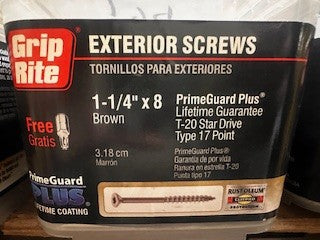 Grip
Rite
EXTERIOR SCREWS
TORNILLOS PARA EXTERIORES
1-1/4" x 8
Brown
3.18 cm
Marrón
Free
Gratis
PrimeGuard Plus®
Lifetime Guarantee
T-20 Star Drive
Type 17 Point
PrimeGuard Plus®
Garantía de por vida
Ranura en estrella T-20
Punta tipo 17
PrimeGuard
PLUS
LIFETIME COATING
RUST-OLEUM